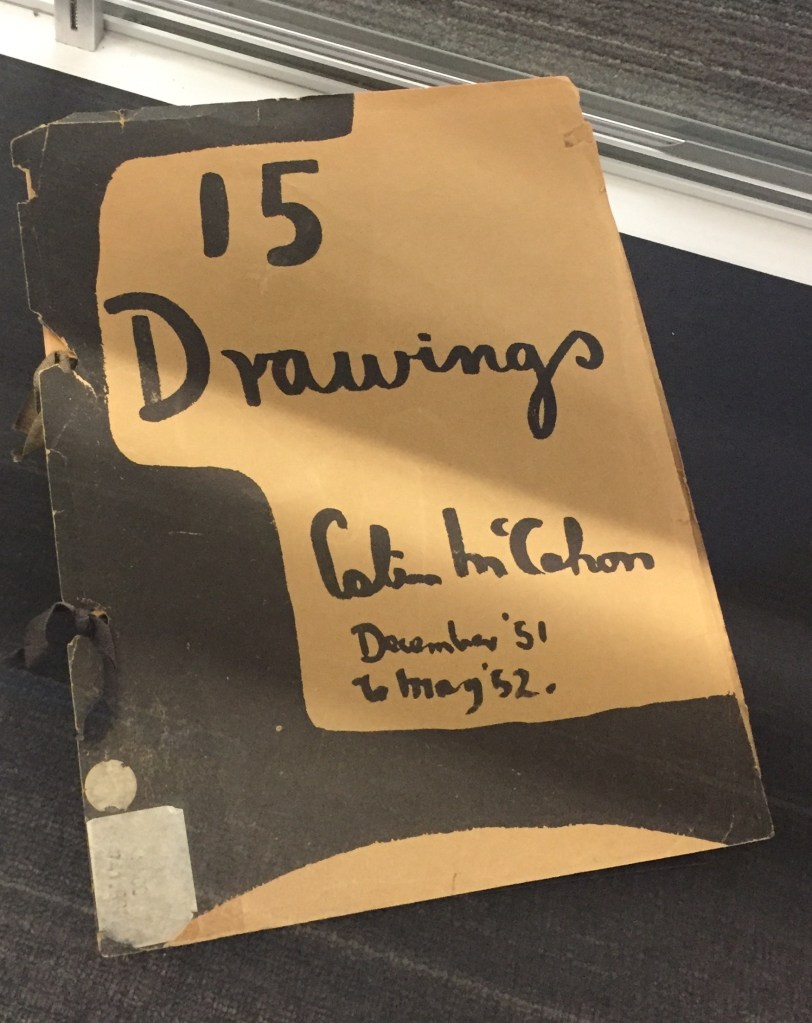 15
Drawings
Colin McCahon
December '51
to May '52.